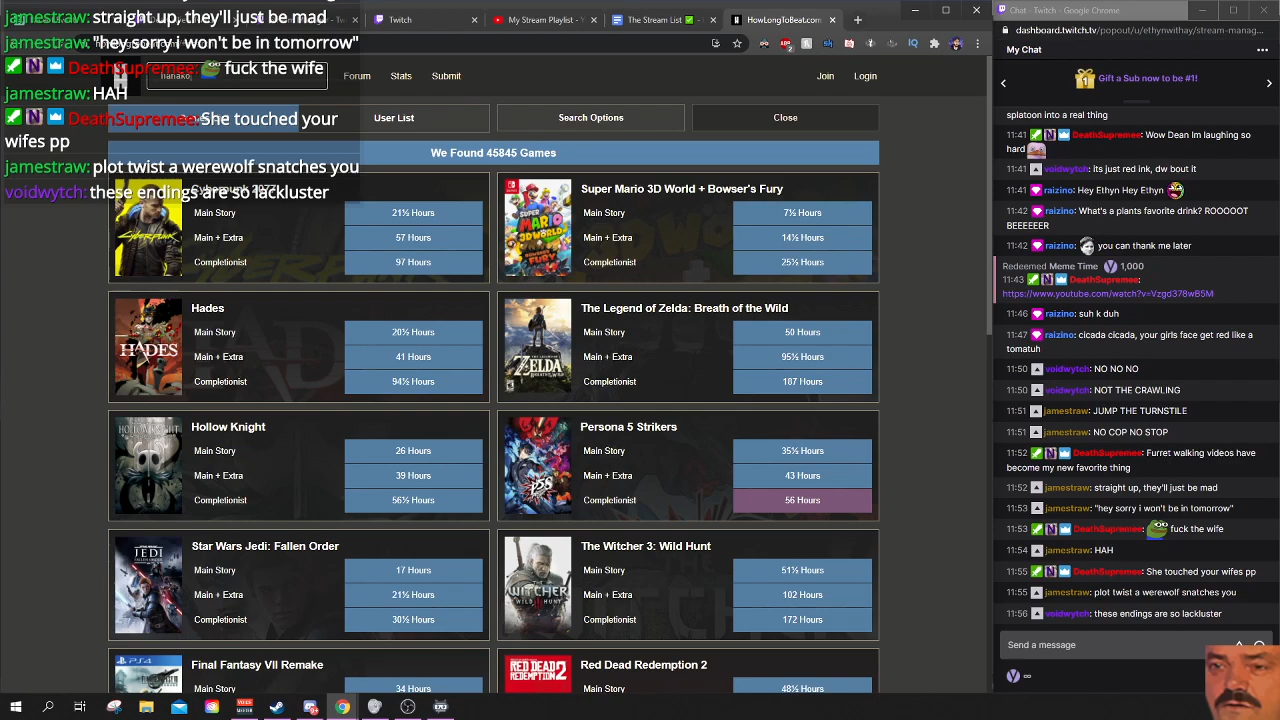 jamestraw: straight up, they'll just be mad
jamestraw: "hey sorry i won't be in tomorrow"
DeathSupremee: fuck the wife
jamestraw: HAH
DeathSupremee: She touched your
wifes pp
jamestraw: plot twist a werewolf snatches you
voidwytch: these endings are so lackluster
Twitch
My Stream Playlist -
The Stream List ✅ -
HowLongToBeat.com
Forum
Stats
Submit
Join
Login
User List
Search Options
Close
We Found 45845 Games
Main Story
21½ Hours
Main + Extra
57 Hours
Completionist
97 Hours
Super Mario 3D World + Bowser's Fury
Main Story
7½ Hours
Main + Extra
14½ Hours
Completionist
25½ Hours
Hades
Main Story
20½ Hours
Main + Extra
41 Hours
Completionist
94½ Hours
The Legend of Zelda: Breath of the Wild
Main Story
50 Hours
Main + Extra
95½ Hours
Completionist
187 Hours
Hollow Knight
Main Story
26 Hours
Main + Extra
39 Hours
Completionist
56½ Hours
Persona 5 Strikers
Main Story
35½ Hours
Main + Extra
43 Hours
Completionist
56 Hours
Star Wars Jedi: Fallen Order
Main Story
17 Hours
Main + Extra
21½ Hours
Completionist
30½ Hours
The Witcher 3: Wild Hunt
Main Story
51½ Hours
Main + Extra
102 Hours
Completionist
172 Hours
Final Fantasy VII Remake
Main Story
34 Hours
Red Dead Redemption 2
Main Story
48½ Hours
HADES
HOLLOW KNIGHT
ZELDA
JEDI
WITCHER
PS4
RED DEAD
Chat - Twitch - Google Chrome
dashboard.twitch.tv/popout/u/ethynwithay/stream-manag...
My Chat
1
Gift a Sub now to be #1!
splatoon into a real thing
11:41 DeathSupremee: Wow Dean Im laughing so
hard
11:41 voidwytch: its just red ink, dw bout it
11:41 raizino: Hey Ethyn Hey Ethyn
11:42 raizino: What's a plants favorite drink? ROOOOOT
BEEEEEER
11:42 raizino: you can thank me later
Redeemed Meme Time 1,000
11:43 DeathSupremee:
https://www.youtube.com/watch?v=Vzgd378wB5M
11:46 raizino: suh k duh
11:47 raizino: cicada cicada, your girls face get red like a
tomatuh
11:50 voidwytch: NO NO NO
11:50 voidwytch: NOT THE CRAWLING
11:51 jamestraw: JUMP THE TURNSTILE
11:51 jamestraw: NO COP NO STOP
11:52 DeathSupremee: Furret walking videos have
become my new favorite thing
11:52 jamestraw: straight up, they'll just be mad
11:53 jamestraw: "hey sorry i won't be in tomorrow"
11:53 DeathSupremee: fuck the wife
11:54 jamestraw: HAH
11:55 DeathSupremee: She touched your wifes pp
11:55 jamestraw: plot twist a werewolf snatches you
11:56 voidwytch: these endings are so lackluster
Send a message
∞